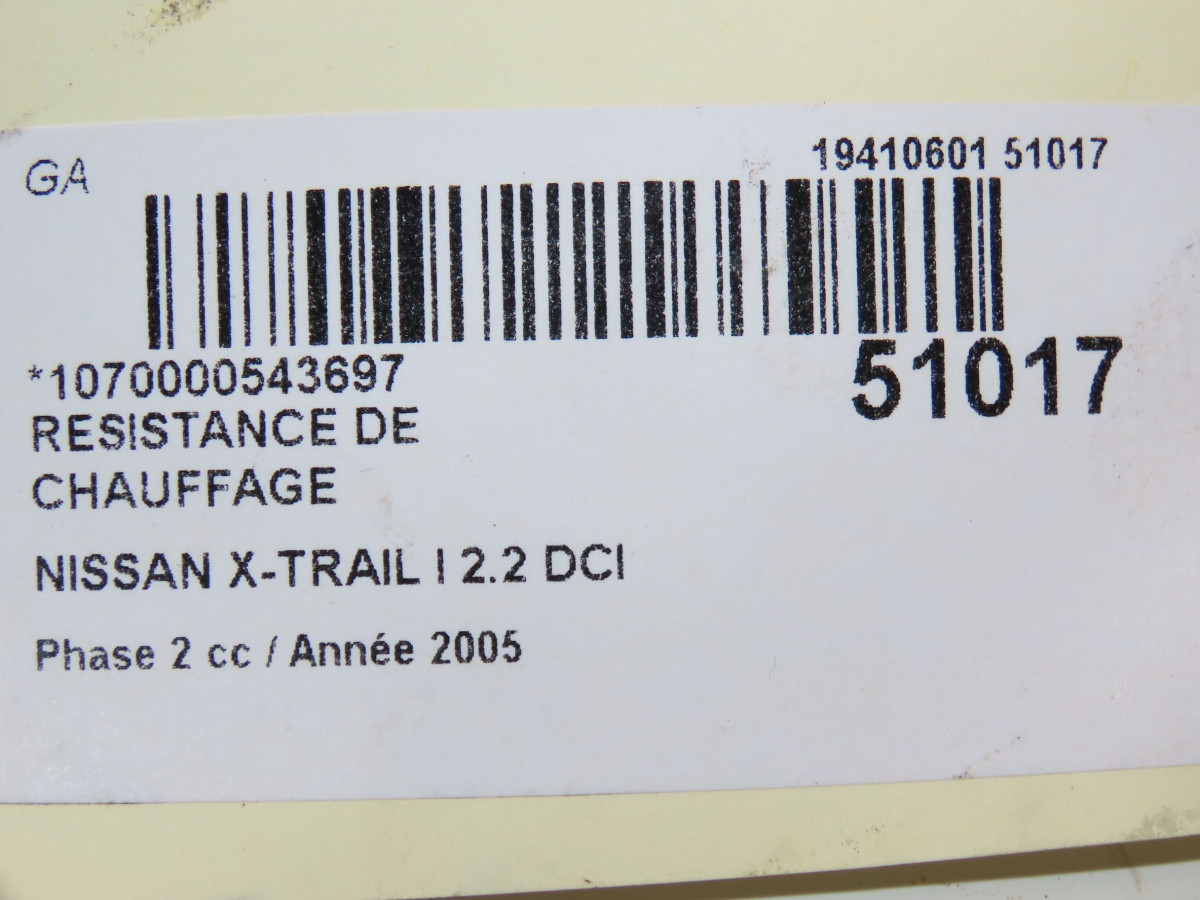 GA
19410601 51017
51017
*1070000543697
RESISTANCE DE
CHAUFFAGE
NISSAN X-TRAIL I 2.2 DCI
Phase 2 cc / Année 2005